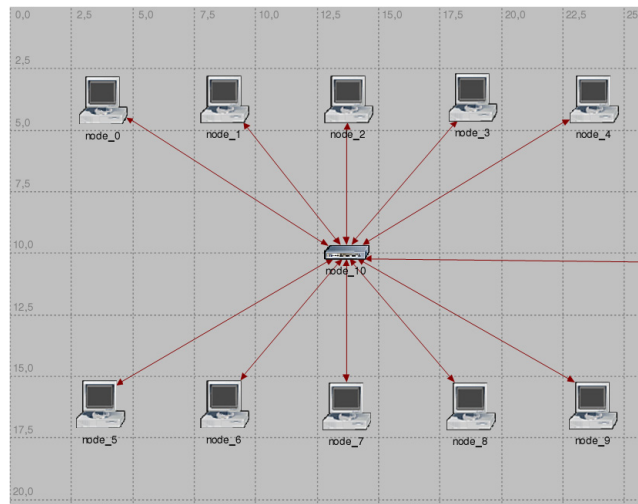 0,0 2,5 5,0 7,5 10,0 12,5 15,0 17,5 20,0 22,5 25,
2,5
node_0 node_1 node_2 node_3 node_4
5,0
7,5
10,0
node_10
12,5
15,0
17,5
node_5 node_6 node_7 node_8 node_9
20,0